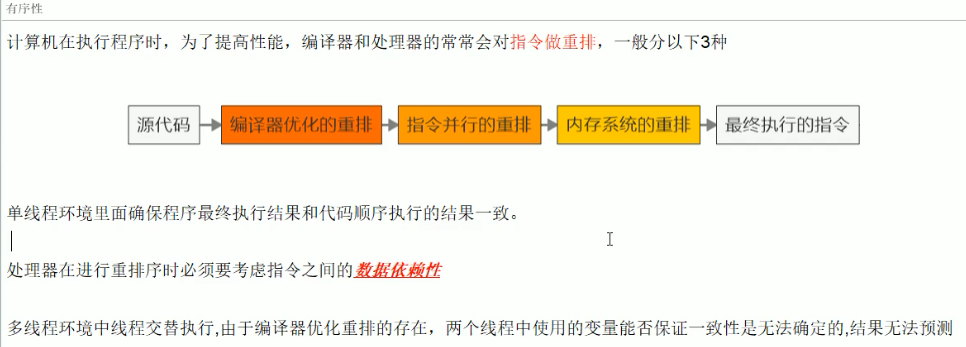 有序性
计算机在执行程序时，为了提高性能，编译器和处理器的常常会对指令做重排，一般分以下3种
源代码 编译器优化的重排 指令并行的重排 内存系统的重排 最终执行的指令
单线程环境里面确保程序最终执行结果和代码顺序执行的结果一致。
处理器在进行重排序时必须要考虑指令之间的数据依赖性
多线程环境中线程交替执行,由于编译器优化重排的存在，两个线程中使用的变量能否保证一致性是无法确定的,结果无法预测